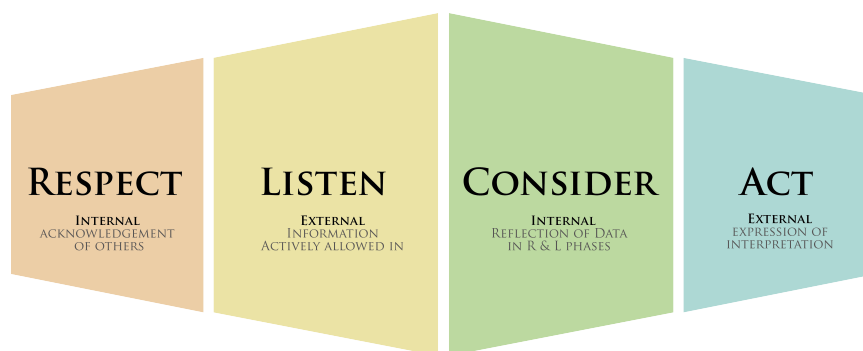 Respect
Internal
acknowledgement
of others
Listen
External
Information
Actively allowed in
Consider
Internal
Reflection of Data
in R & L phases
Act
External
expression of
interpretation